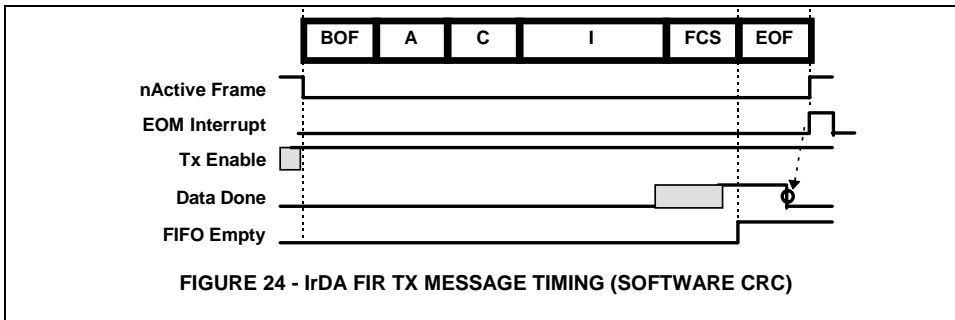 BOF A C I FCS EOF
nActive Frame
EOM Interrupt
Tx Enable
Data Done
FIFO Empty
FIGURE 24 - IrDA FIR TX MESSAGE TIMING (SOFTWARE CRC)